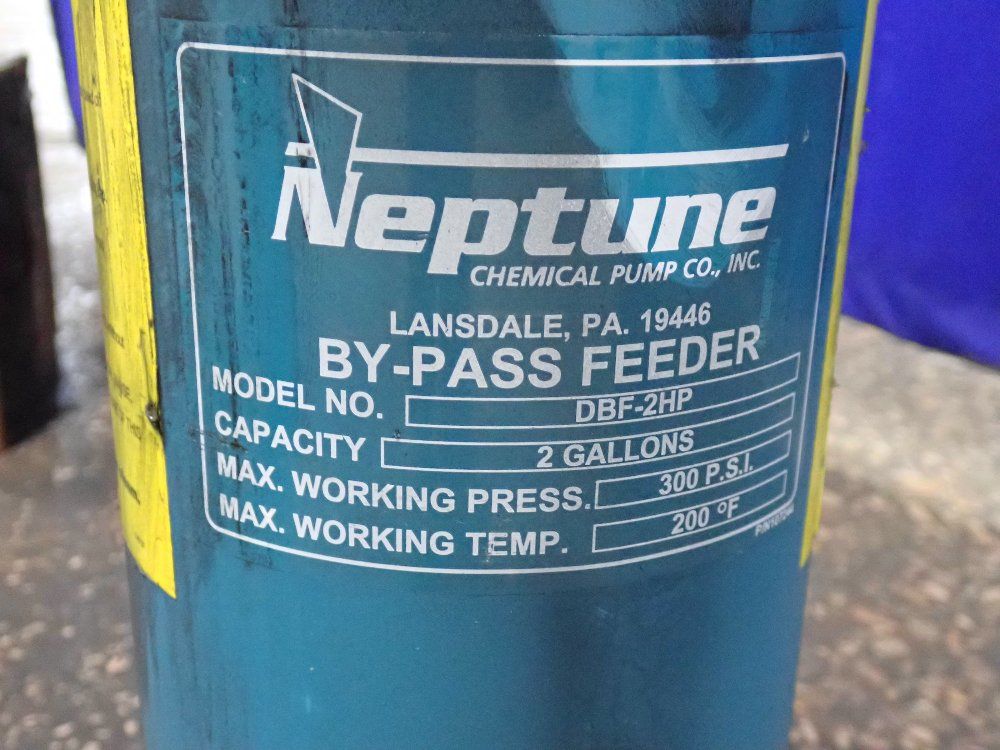 Neptune
CHEMICAL PUMP CO., INC.
LANSDALE, PA. 19446
BY-PASS FEEDER
MODEL NO. DBF-2HP
CAPACITY 2 GALLONS
MAX. WORKING PRESS. 300 P.S.I.
MAX. WORKING TEMP. 200 °F